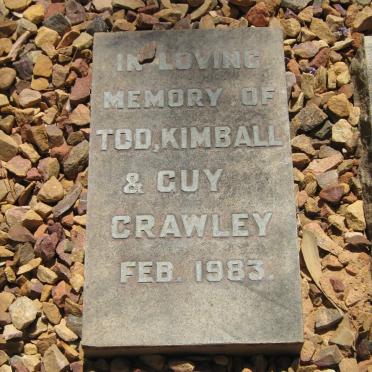 IN LOVING
MEMORY OF
TOD, KIMBALL
& GUY
CRAWLEY
FEB. 1983.